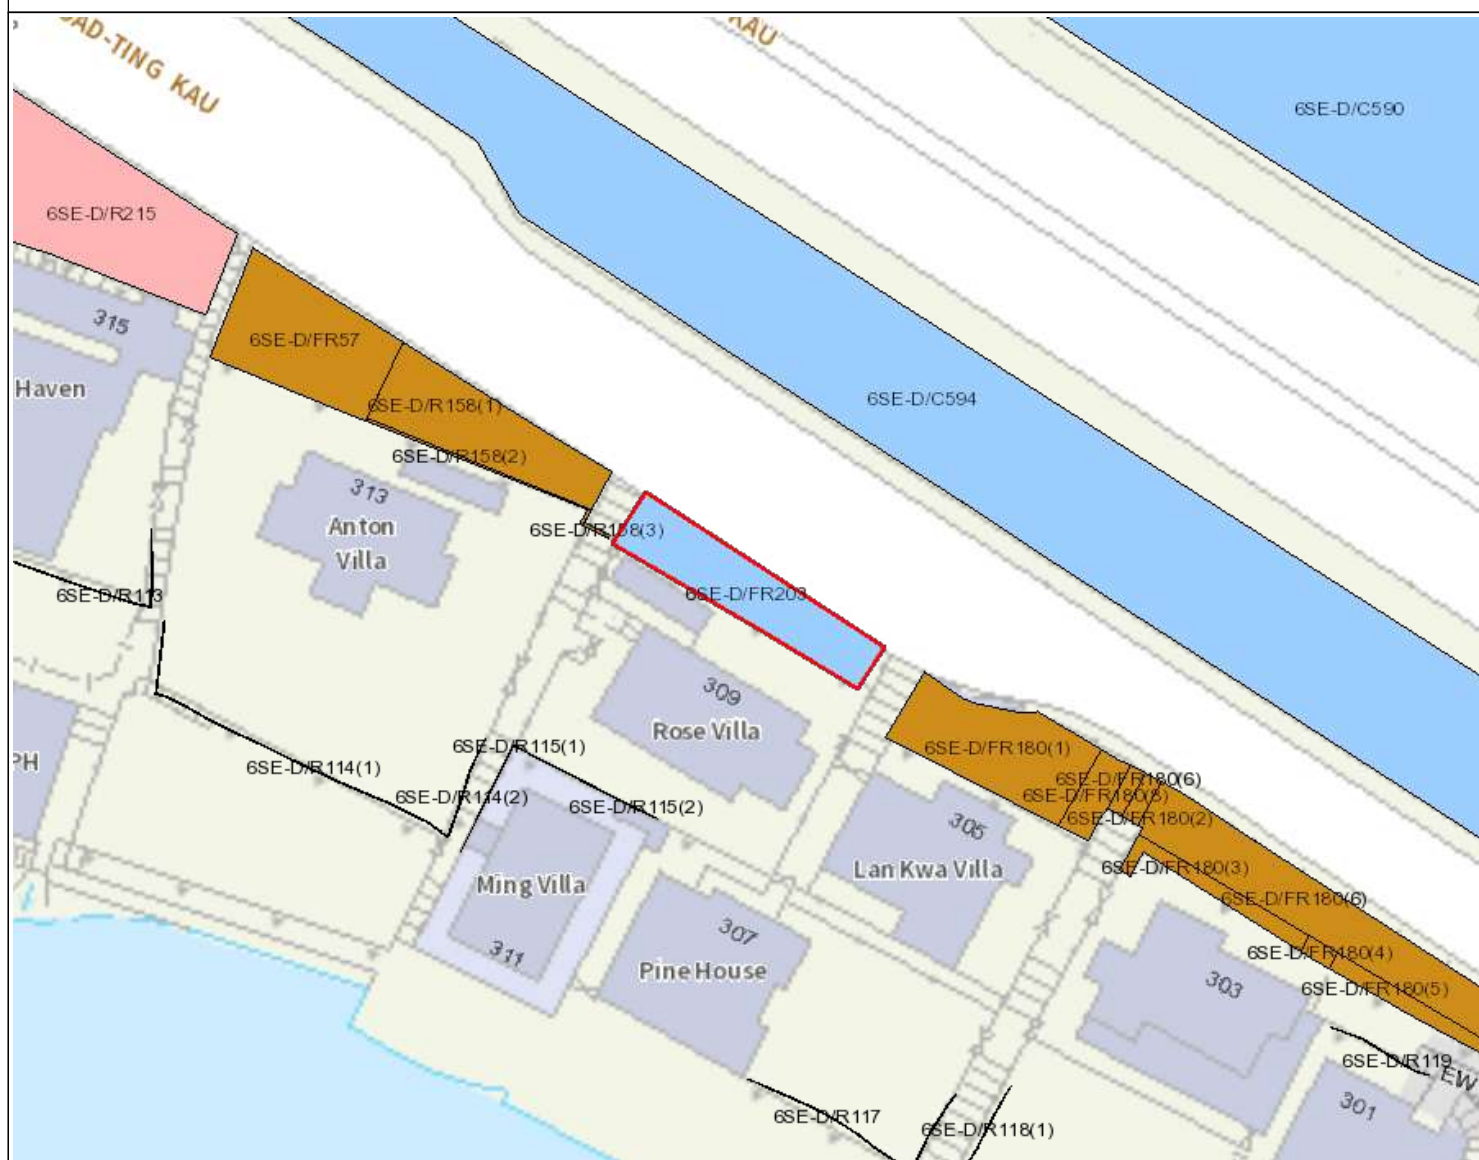 OAD-TING KAU
KAU
6SE-D/C590
6SE-D/R215
315
6SE-D/FR57
Haven
6SE-D/C594
6SE-D/R158(1)
6SE-D/R158(2)
313
Anton
Villa
6SE-D/R158(3)
6SE-D/R113
6SE-D/FR203
309
Rose Villa
6SE-D/R115(1)
6SE-D/FR180(1)
PH
6SE-D/R114(1)
6SE-D/FR180(6)
6SE-D/R114(2)
6SE-D/R115(2)
6SE-D/FR180(8)
305
6SE-D/FR180(2)
Lan Kwa Villa
6SE-D/FR180(3)
Ming Villa
6SE-D/FR180(6)
311
307
Pine House
6SE-D/FR180(4)
303
6SE-D/FR180(5)
6SE-D/R119
EW
301
6SE-D/R117
6SE-D/R118(1)